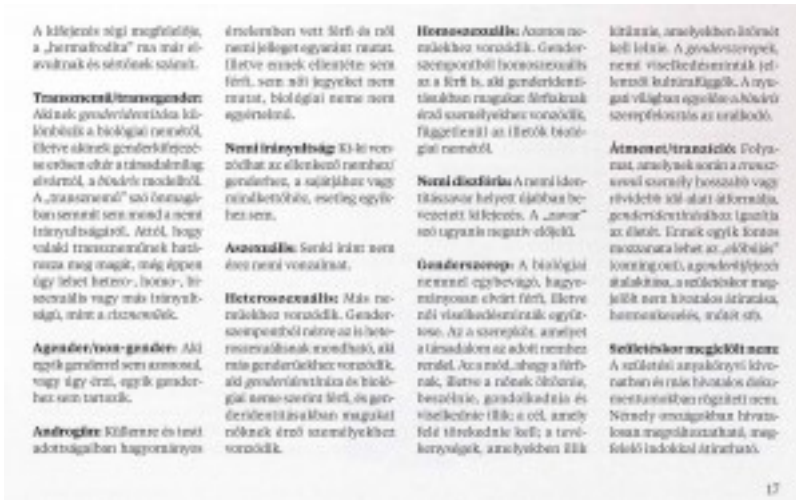 A kifejezés régi megfelelője,
a „hermafrodita” ma már el-
avultnak és sértőnek számít.
Transznemű/transzgender:
Akinek genderidentitása kü-
lönbözik a biológiai nemétől,
illetve akinek genderkifejezé-
se erősen eltér a társadalmilag
elvárttól, a bináris modelltől.
A „transznemű” szó önmagá-
ban semmit sem mond a nemi
irányultságáról. Attól, hogy
valaki transzneműnek hatá-
rozza meg magát, még éppen
úgy lehet hetero-, homo-, bi-
szexuális vagy más irányult-
ságú, mint a ciszneműek.
Agender/non-gender: Aki
egyik genderrel sem azonosul,
vagy úgy érzi, egyik gender-
hez sem tartozik.
Androgün: Küllemre és testi
adottságaiban hagyományos
értelemben vett férfi és női
nemi jelleget egyaránt mutat.
Illetve ennek ellentéte: sem
férfi, sem női jegyeket nem
mutat, biológiai neme nem
egyértelmű.
Nemi irányultság: Ki-ki von-
zódhat az ellenkező nemhez/
genderhez, a sajátjához vagy
mindkettőhöz, esetleg egyik-
hez sem.
Aszexuális: Senki iránt nem
érez nemi vonzalmat.
Heteroszexuális: Más ne-
műekhez vonzódik. Gender-
szempontból nézve az is hete-
roszexuálisnak mondható, aki
más genderűekhez vonzódik,
aki genderidentitása és bioló-
giai neme szerint férfi, és gen-
deridentitásukban magukat
nőknek érző személyekhez
vonzódik.
Homoszexuális: Azonos ne-
műekhez vonzódik. Gender-
szempontból homoszexuális
az a férfi is, aki genderidenti-
tásukban magukat férfiaknak
érző személyekhez vonzódik,
függetlenül az illetők bioló-
giai nemétől.
Nemi diszfória: A nemi iden-
titászavar helyett újabban be-
vezetett kifejezés. A „zavar”
szó ugyanis negatív előjelű.
Genderszerep: A biológiai
nemmel egybevágó, hagyo-
mányosan elvárt férfi, illetve
női viselkedésminták együt-
tese. Az a szerepkör, amelyet
a társadalom az adott nemhez
rendel. Az a mód, ahogy a férfi-
nak, illetve a nőnek öltöznie,
beszélnie, gondolkodnia és
viselkednie illik; a cél, amely
felé törekednie kell; a tevé-
kenységek, amelyekben illik
kitűnnie, amelyekben örömét
kell lelnie. A genderszerepek,
nemi viselkedésminták jel-
lemzői kultúrafüggők. A nyu-
gati világban egyelőre a bináris
szerepfelosztás az uralkodó.
Átmenet/tranzíció: Folya-
mat, amelynek során a transz-
nemű személy hosszabb vagy
rövidebb idő alatt átformálja,
genderidentitásához igazítja
az életét. Ennek egyik fontos
mozzanata lehet az „előbújás”
(coming out), a genderkifejezés
átalakítása, a születéskor meg-
jelölt nem hivatalos átírása,
hormonkezelés, műtét stb.
Születéskor megjelölt nem:
A születési anyakönyvi kivo-
natban és más hivatalos doku-
mentumokban rögzített nem.
Némely országokban hivata-
losan megváltoztatható, meg-
felelő indokkal átírható.
17